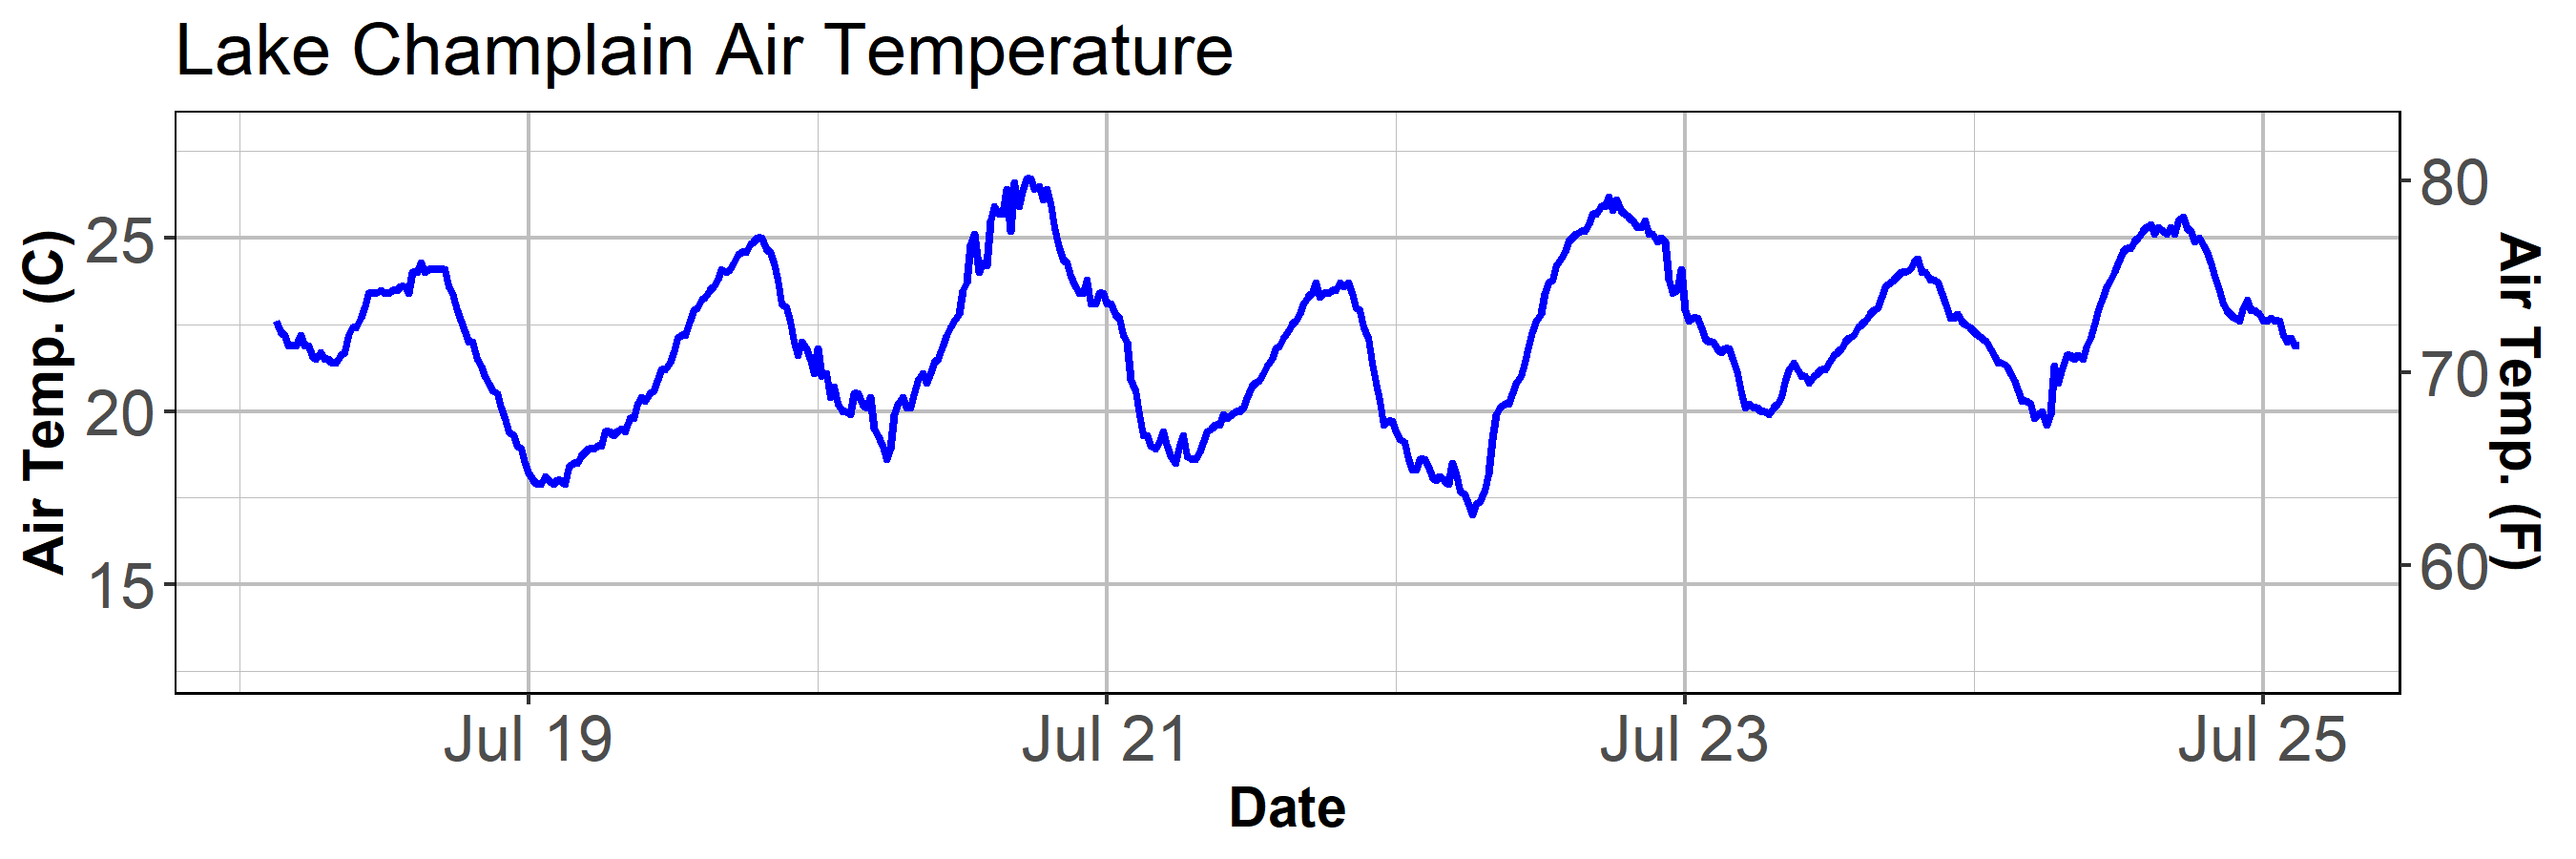 Lake Champlain Air Temperature
Air Temp. (C)
25
20
15
80
70
60
Air Temp. (F)
Jul 19 Jul 21 Jul 23 Jul 25
Date